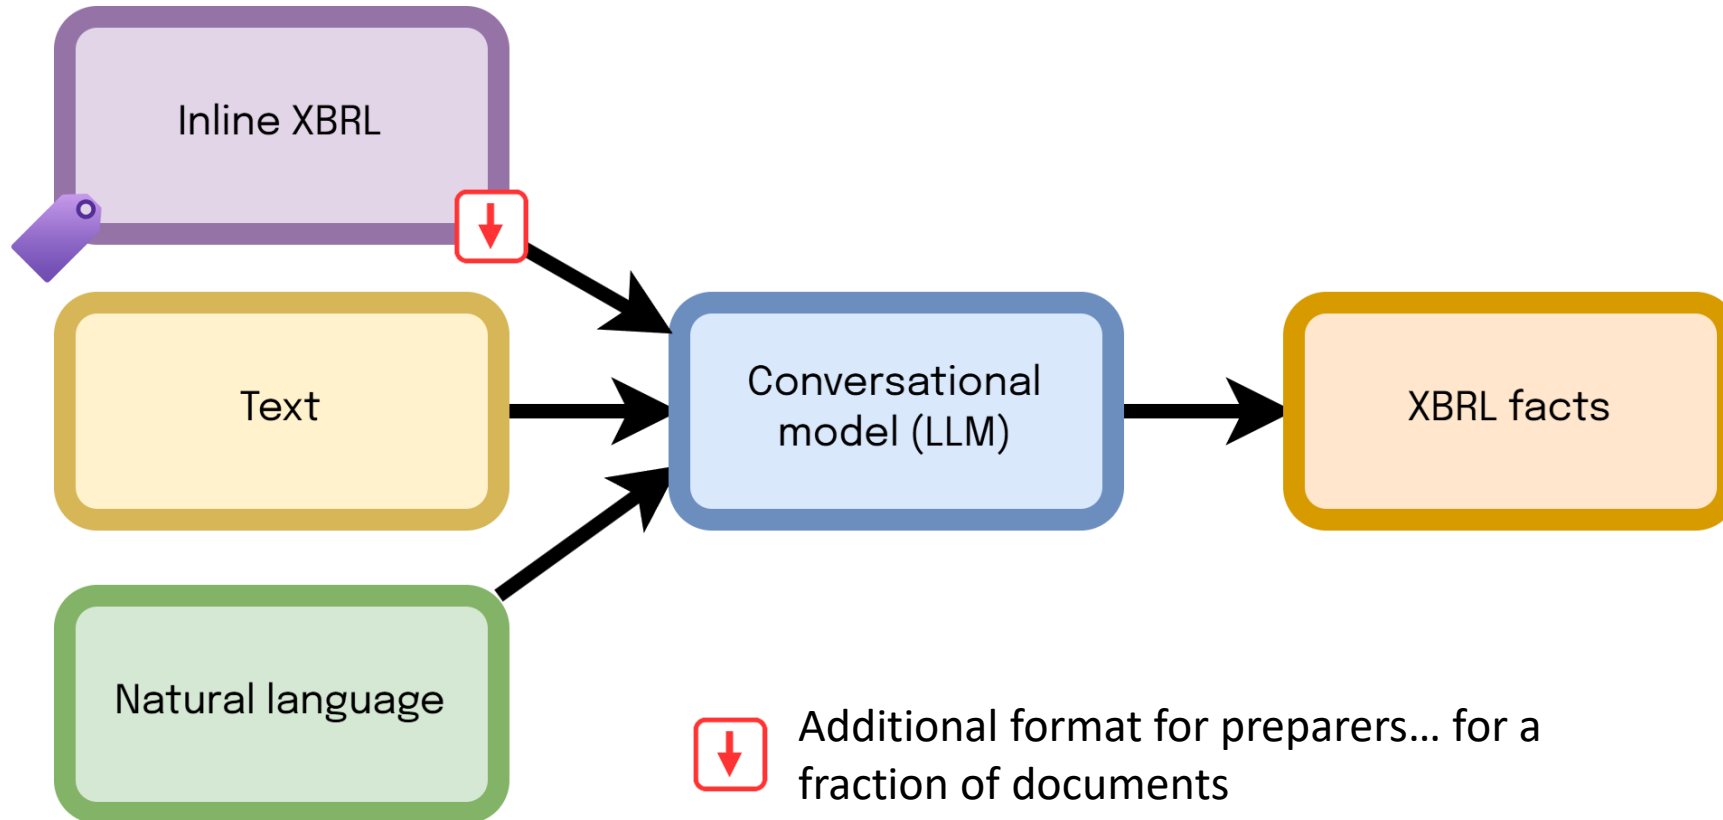 Inline XBRL
Text
Natural language
Conversational
model (LLM)
XBRL facts
Additional format for preparers... for a
fraction of documents